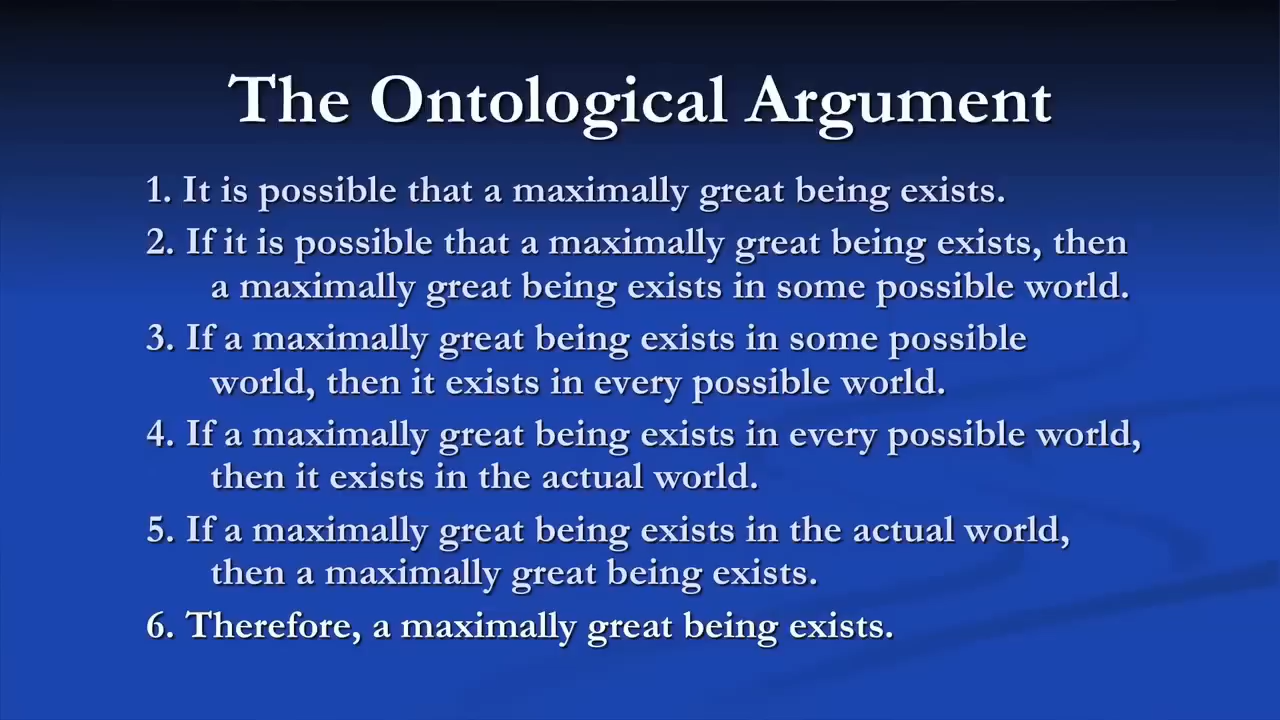 The Ontological Argument
1. It is possible that a maximally great being exists.
2. If it is possible that a maximally great being exists, then
a maximally great being exists in some possible world.
3. If a maximally great being exists in some possible
world, then it exists in every possible world.
4. If a maximally great being exists in every possible world,
then it exists in the actual world.
5. If a maximally great being exists in the actual world,
then a maximally great being exists.
6. Therefore, a maximally great being exists.